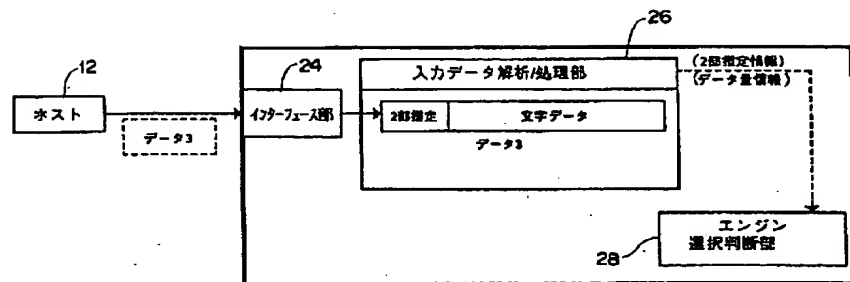 12
ホスト
データ3
24
インターフェース部
26
入力データ解析/処理部
2部指定 文字データ
データ3
(2部指定情報)
(データ量情報)
エンジン
選択判断部
28